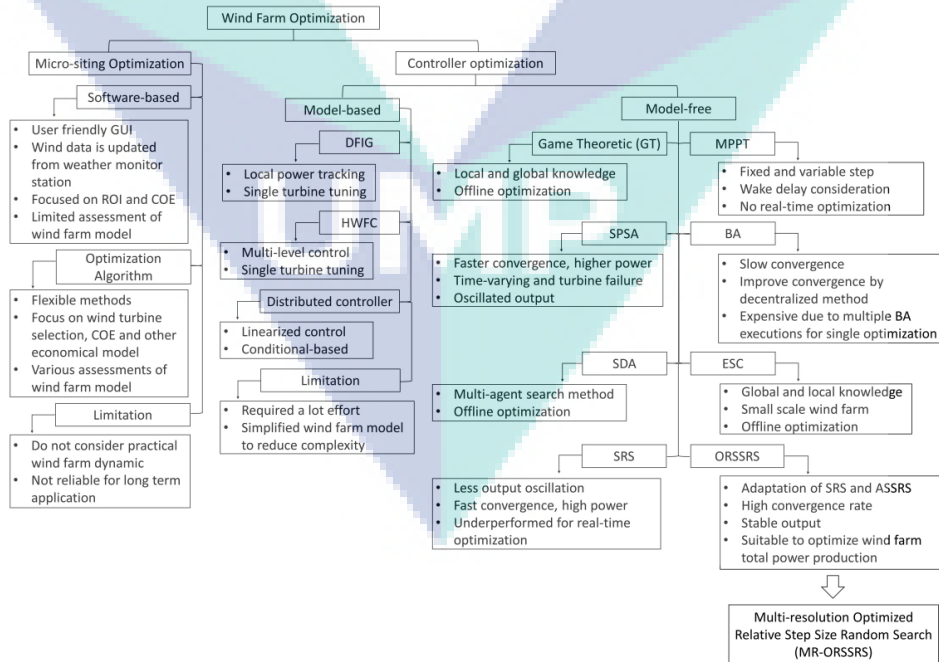 Wind Farm Optimization
Micro-siting Optimization
Software-based
• User friendly GUI
• Wind data is updated
from weather monitor
station
• Focused on ROI and COE
• Limited assessment of
wind farm model
Optimization
Algorithm
• Flexible methods
• Focus on wind turbine
selection, COE and other
economical model
• Various assessments of
wind farm model
Limitation
• Do not consider practical
wind farm dynamic
• Not reliable for long term
application
Controller optimization
Model-based
DFIG
• Local power tracking
• Single turbine tuning
HWFC
• Multi-level control
• Single turbine tuning
Distributed controller
• Linearized control
• Conditional-based
Limitation
• Required a lot effort
• Simplified wind farm model
to reduce complexity
Model-free
Game Theoretic (GT)
• Local and global knowledge
• Offline optimization
MPPT
• Fixed and variable step
• Wake delay consideration
• No real-time optimization
SPSA
• Faster convergence, higher power
• Time-varying and turbine failure
• Oscillated output
BA
• Slow convergence
• Improve convergence by
decentralized method
• Expensive due to multiple BA
executions for single optimization
SDA
• Multi-agent search method
• Offline optimization
ESC
• Global and local knowledge
• Small scale wind farm
• Offline optimization
SRS
• Less output oscillation
• Fast convergence, high power
• Underperformed for real-time
optimization
ORSSRS
• Adaptation of SRS and ASSRS
• High convergence rate
• Stable output
• Suitable to optimize wind farm
total power production
Multi-resolution Optimized
Relative Step Size Random Search
(MR-ORSSRS)
UMP